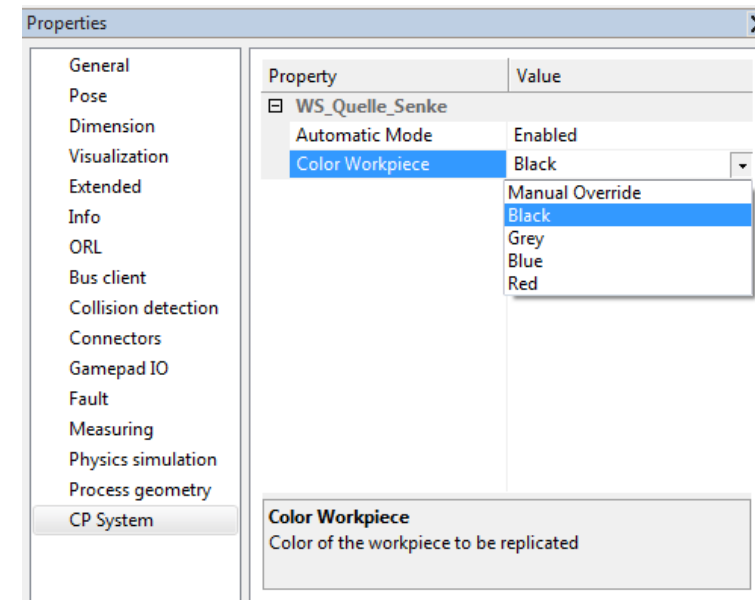 Properties
General
Pose
Dimension
Visualization
Extended
Info
ORL
Bus client
Collision detection
Connectors
Gamepad IO
Fault
Measuring
Physics simulation
Process geometry
CP System
Property Value
WS_Quelle_Senke
Automatic Mode Enabled
Color Workpiece Black
Manual Override
Black
Grey
Blue
Red
Color Workpiece
Color of the workpiece to be replicated